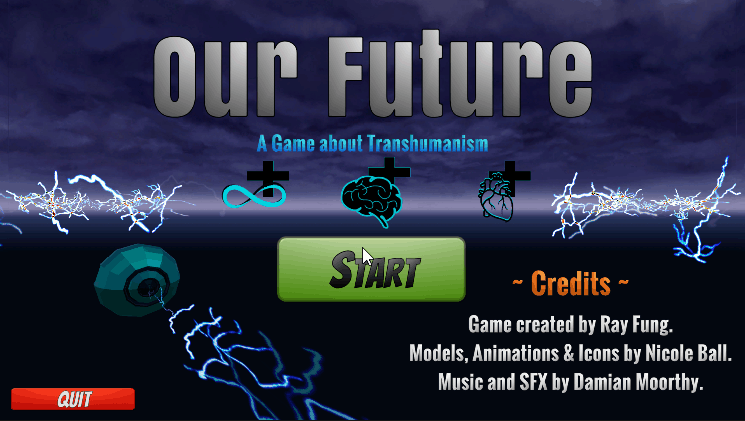 Our Future
A Game about Transhumanism
START
~ Credits ~
Game created by Ray Fung.
Models, Animations & Icons by Nicole Ball.
Music and SFX by Damian Moorthy.
QUIT